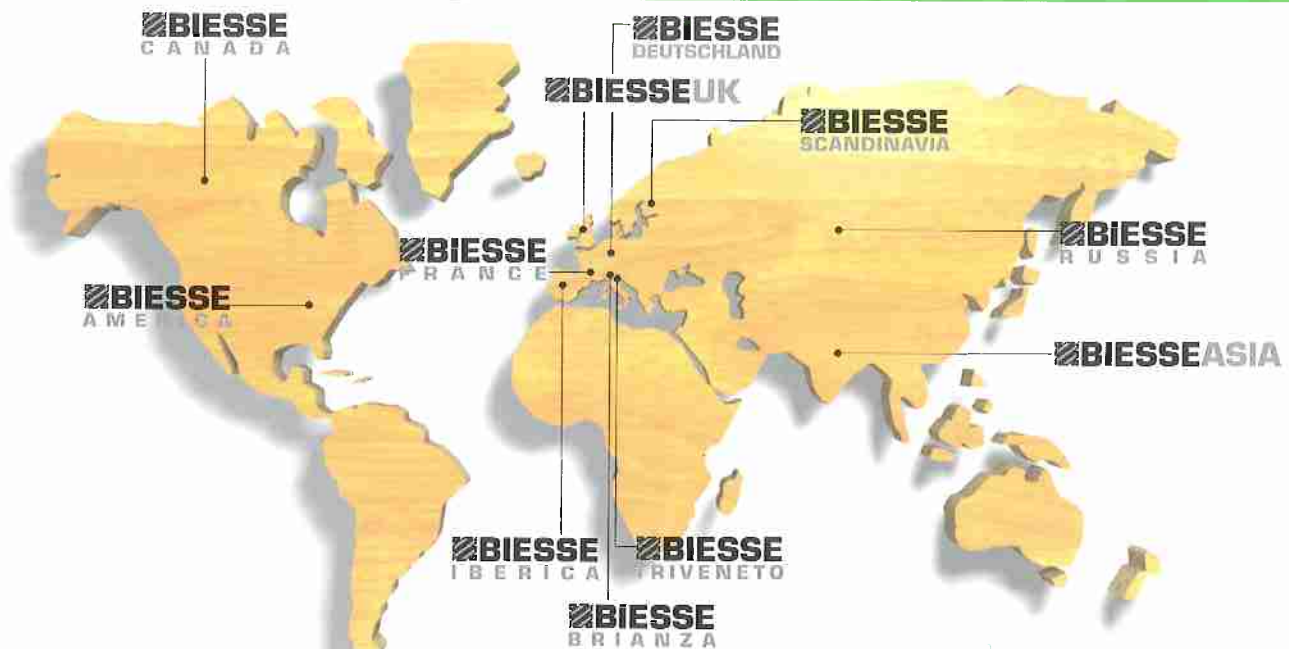 BIESSE
CANADA
BIESSE
DEUTSCHLAND
BIESSEUK
BIESSE
SCANDINAVIA
BIESSE
RUSSIA
BIESSE
FRANCE
BIESSE
AMERICA
BIESSEASIA
BIESSE
IBERICA
BIESSE
TRIVENETO
BIESSE
BRIANZA